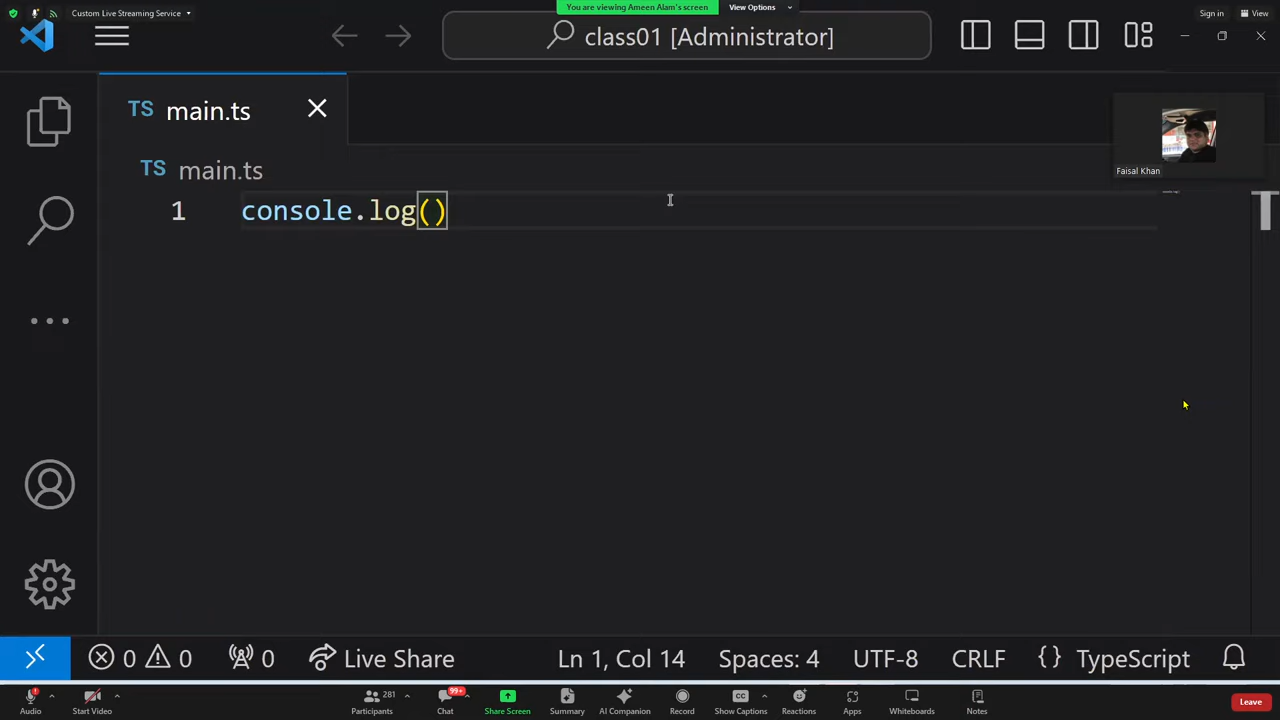 Custom Live Streaming Service
You are viewing Ameen Alam's screen
View Options
Sign in
View
class01 [Administrator]
TS main.ts
TS main.ts
Faisal Khan
1 console.log()
0 0
0
Live Share
Ln 1, Col 14
Spaces: 4
UTF-8
CRLF
{} TypeScript
Audio
Start Video
281
Participants
99+
Chat
Share Screen
Summary
AI Companion
Record
CC
Show Captions
Reactions
Apps
Whiteboards
Notes
Leave